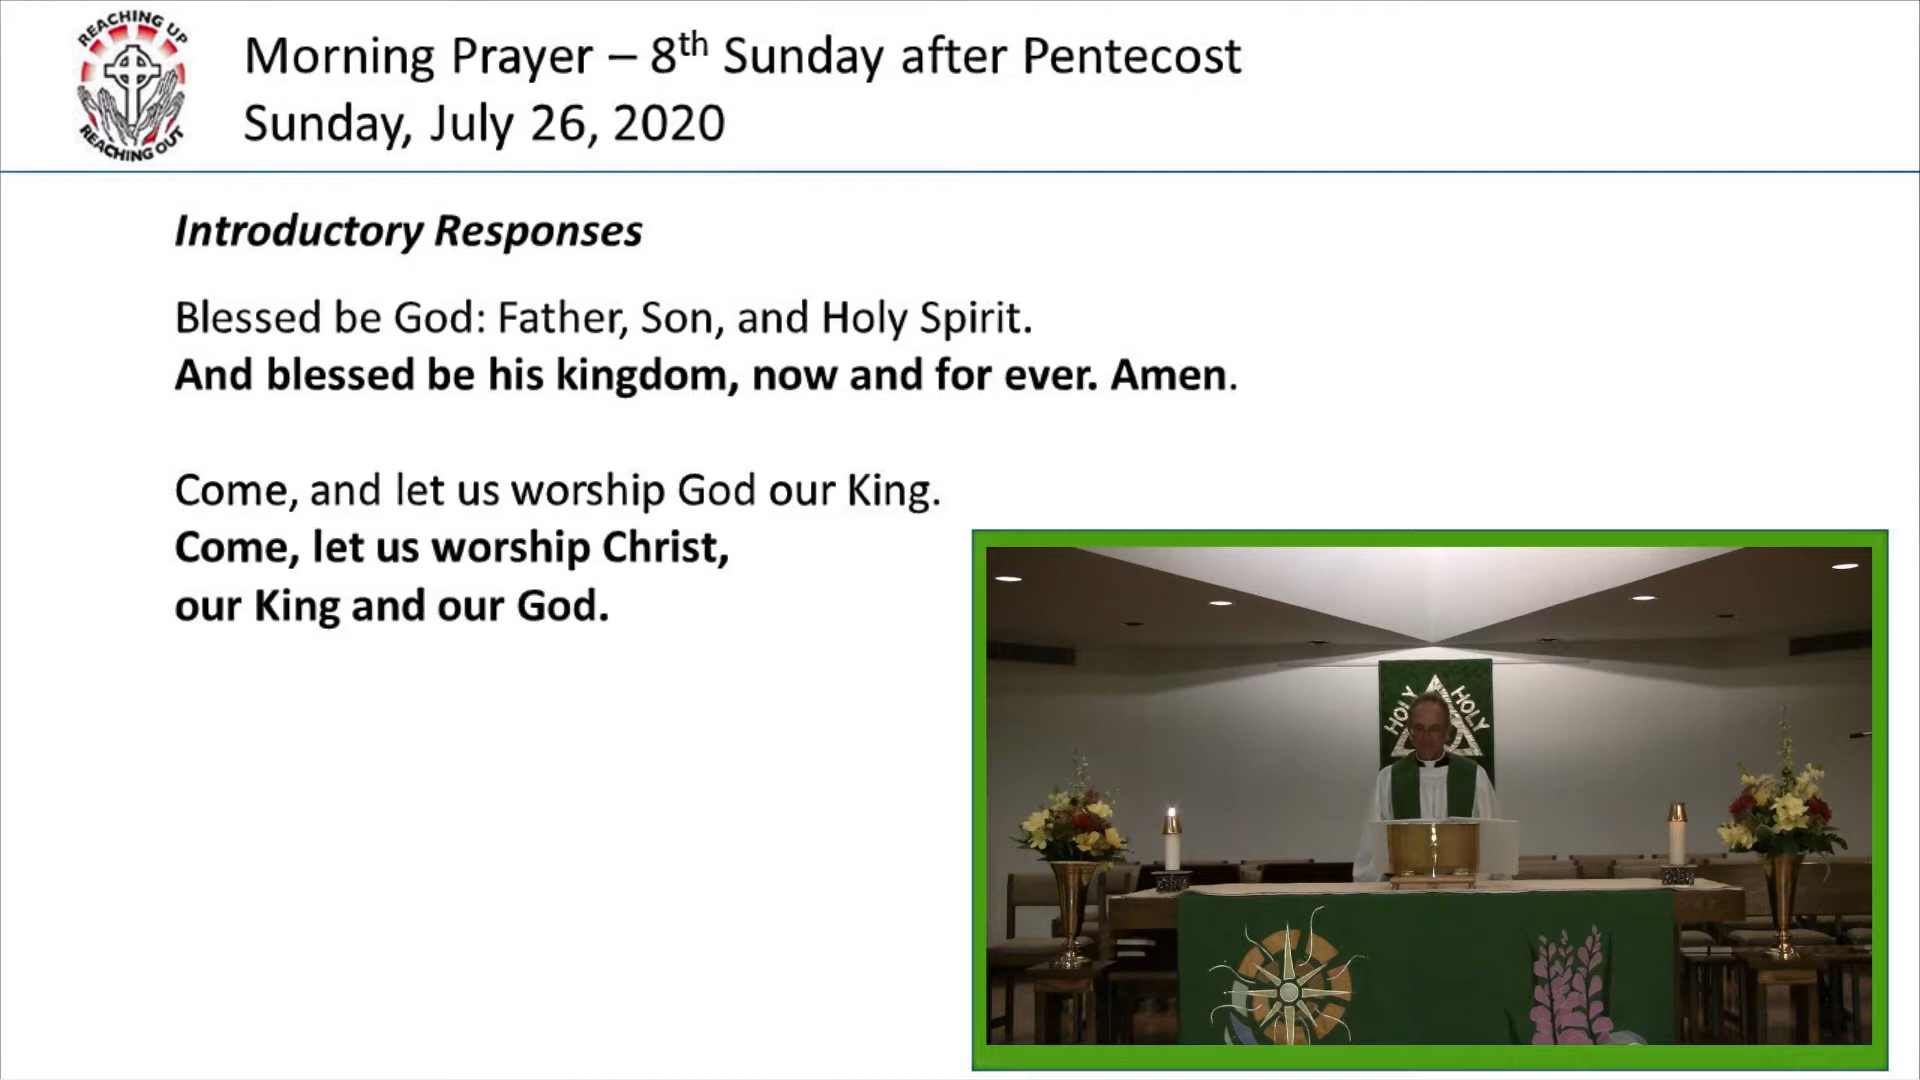 REACHING UP
REACHING OUT
Morning Prayer – 8th Sunday after Pentecost
Sunday, July 26, 2020
Introductory Responses
Blessed be God: Father, Son, and Holy Spirit.
And blessed be his kingdom, now and for ever. Amen.
Come, and let us worship God our King.
Come, let us worship Christ,
our King and our God.
HOLY HOLY